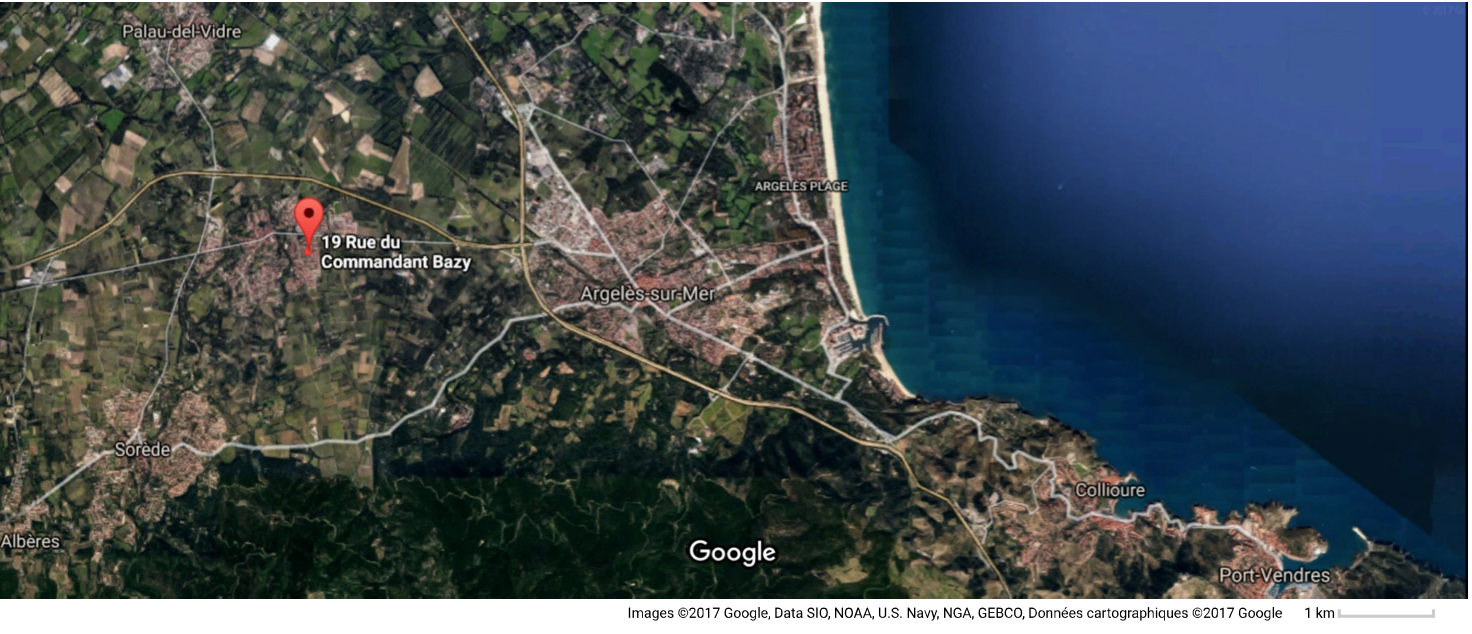 Palau-del-Vidre
ARGELÈS PLAGE
19 Rue du
Commandant Bazy
Argelès-sur-Mer
Sorède
Collioure
Albères
Google
Port-Vendres
Images ©2017 Google, Data SIO, NOAA, U.S. Navy, NGA, GEBCO, Données cartographiques ©2017 Google 1 km